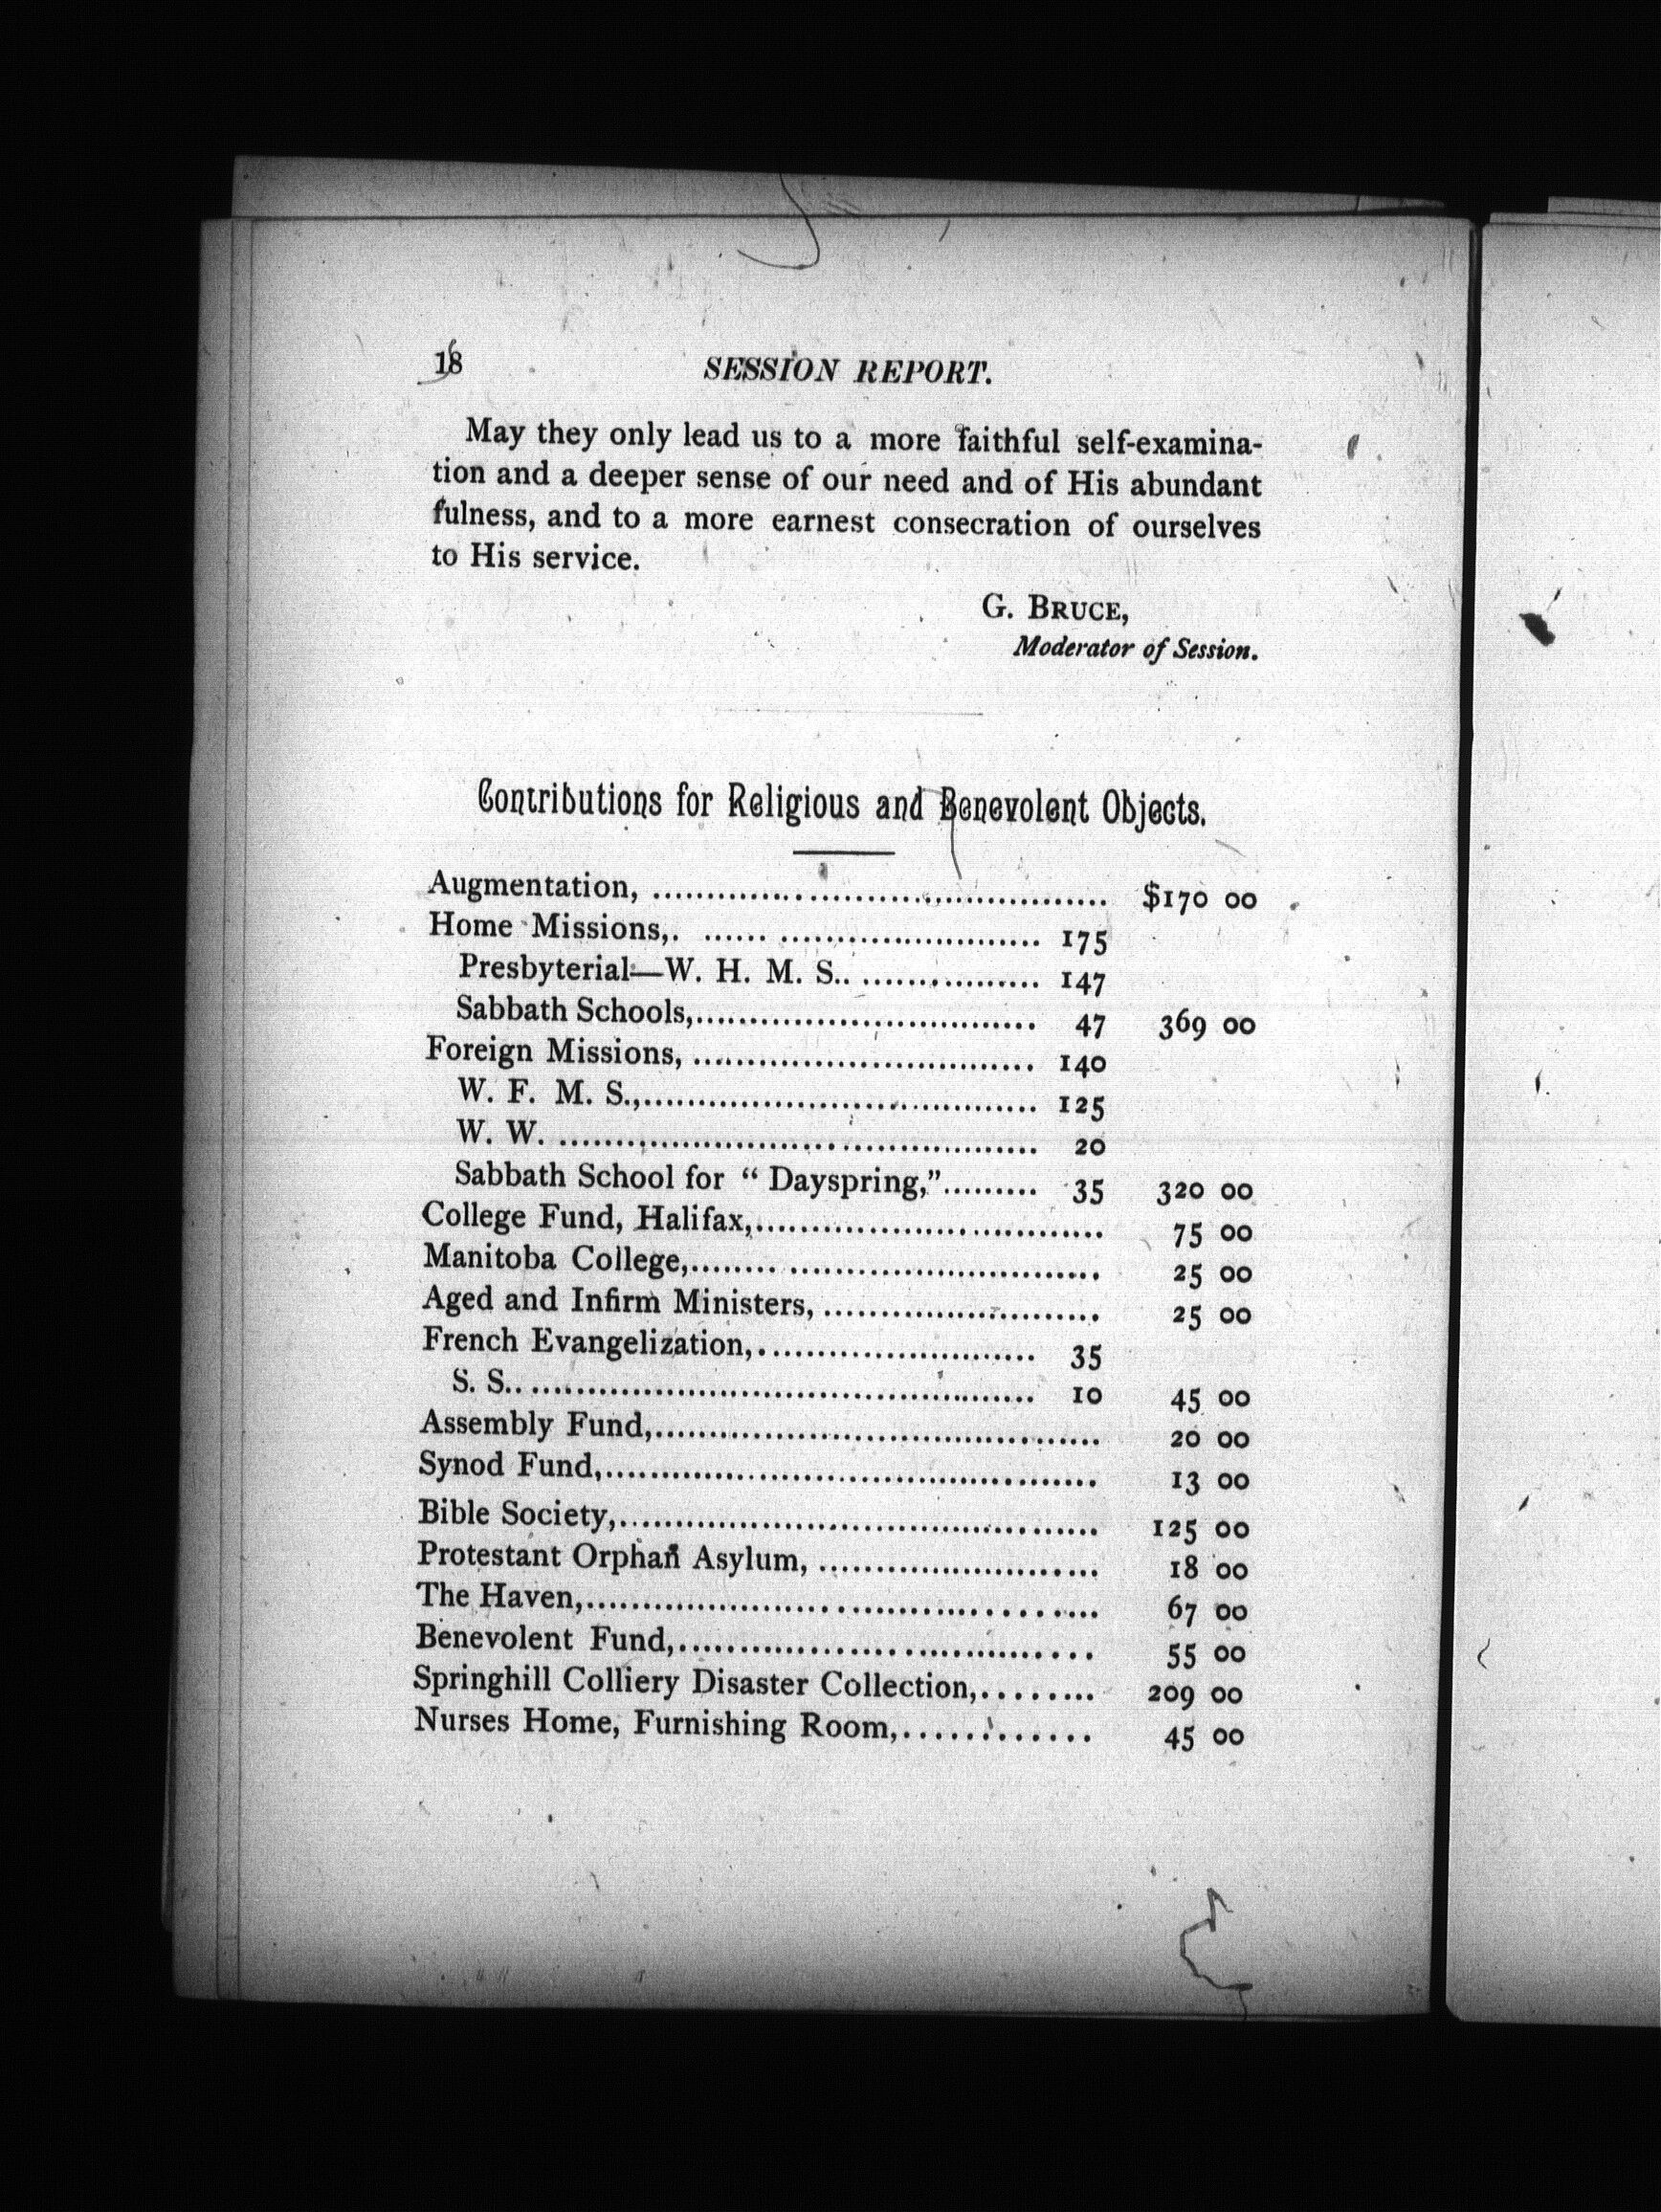 18 SESSION REPORT.
May they only lead us to a more faithful self-examina-
tion and a deeper sense of our need and of His abundant
fulness, and to a more earnest consecration of ourselves
to His service.
G. BRUCE,
Moderator of Session.
Contributions for Religious and Benevolent Objects.
Augmentation, ........................................ $170 00
Home Missions,. ...... ........................ 175
Presbyterial—W. H. M. S.. ................ 147
Sabbath Schools,................................ 47 369 00
Foreign Missions, ................................ 140
W. F. M. S.,..................................... 125
W. W. ............................................. 20
Sabbath School for “ Dayspring,”......... 35 320 00
College Fund, Halifax,................................ 75 00
Manitoba College,........ ............................ 25 00
Aged and Infirm Ministers, .......................... 25 00
French Evangelization,.......................... 35
S. S................................................ 10 45 00
Assembly Fund,.......................................... 20 00
Synod Fund,.............................................. 13 00
Bible Society,............................................. 125 00
Protestant Orphan Asylum, .......................... 18 00
The Haven,................................................ 67 00
Benevolent Fund,........................................ 55 00
Springhill Colliery Disaster Collection,......... 209 00
Nurses Home, Furnishing Room,............. 45 00